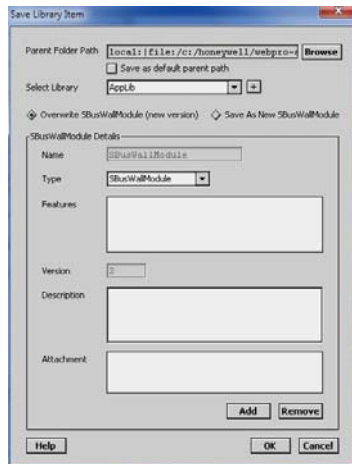 Save Library Item
Parent Folder Path local:|file:/c:/honeywell/webpro-a Browse
Save as default parent path
Select Library AppLib +
Overwrite SBusWallModule (new version) Save As New SBusWallModule
SBusWallModule Details
Name SBusWallModule
Type SBusWallModule
Features
Version 2
Description
Attachment
Add Remove
Help OK Cancel